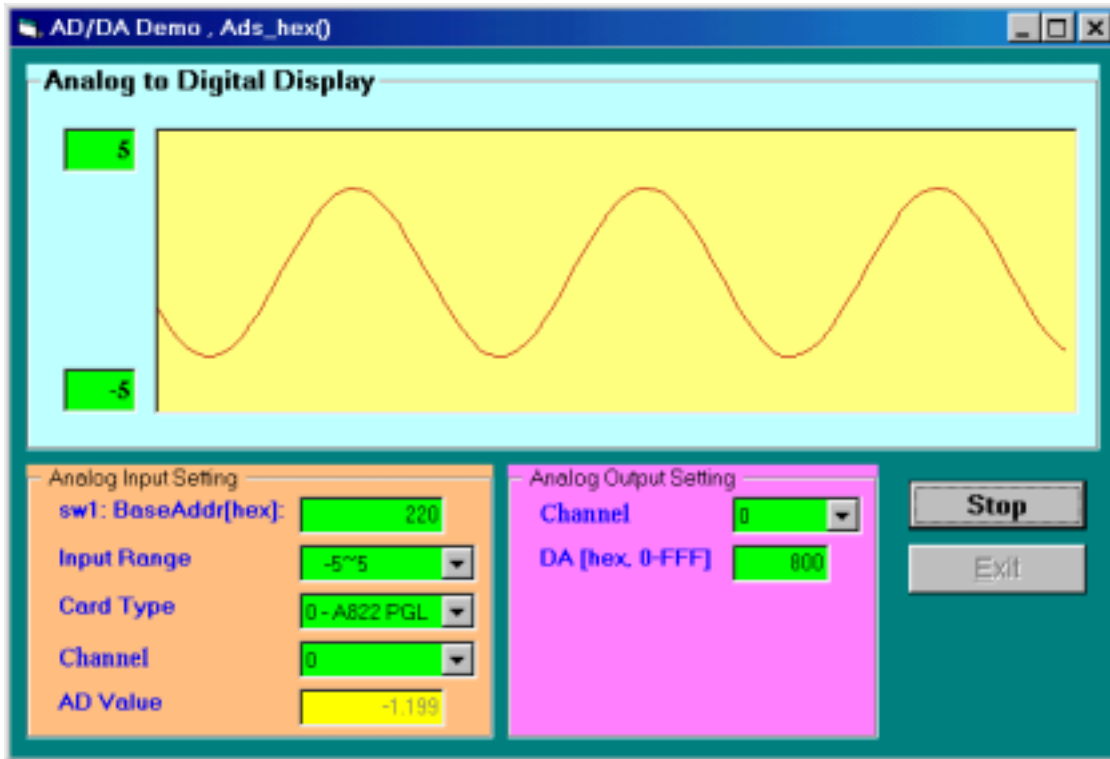 AD/DA Demo , Ads_hex()
Analog to Digital Display
5
-5
Analog Input Setting
sw1: BaseAddr[hex]: 220
Input Range -5~5
Card Type 0 - A822 PGL
Channel 0
AD Value -1.199
Analog Output Setting
Channel 0
DA [hex, 0-FFF] 800
Stop
Exit